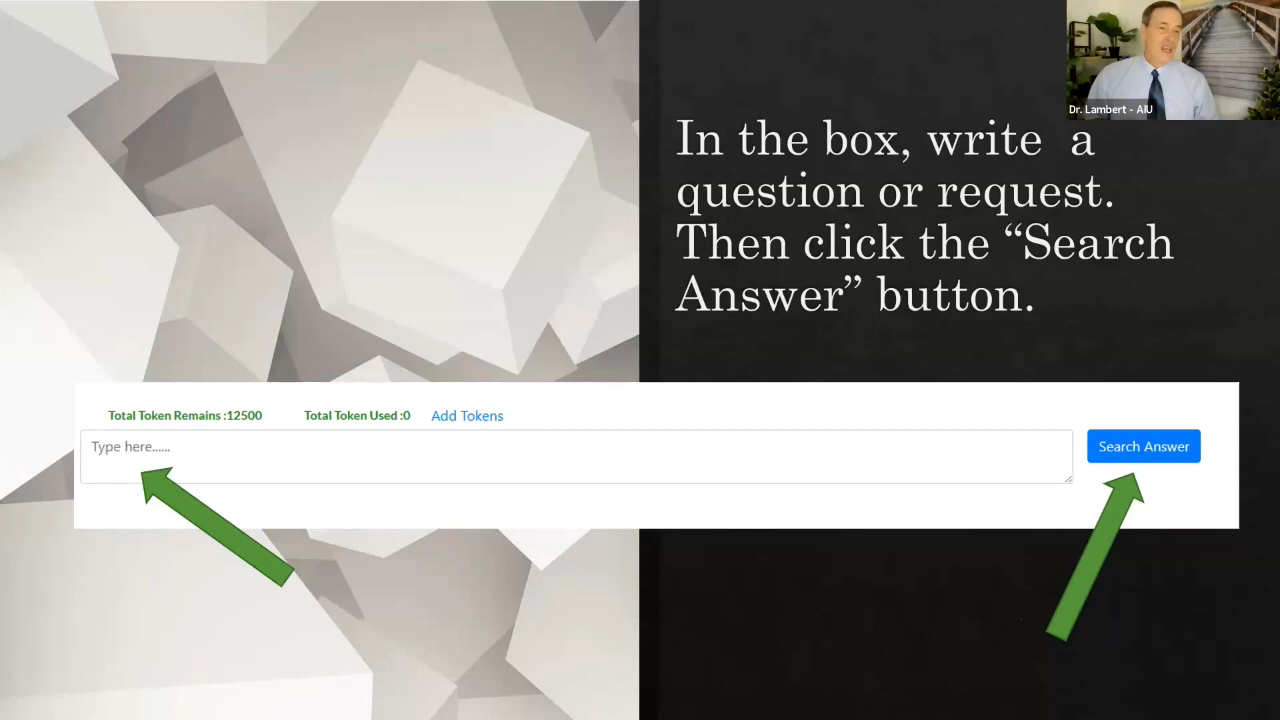 Dr. Lambert - AIU
In the box, write a
question or request.
Then click the “Search
Answer” button.
Total Token Remains :12500 Total Token Used :0 Add Tokens
Type here......
Search Answer